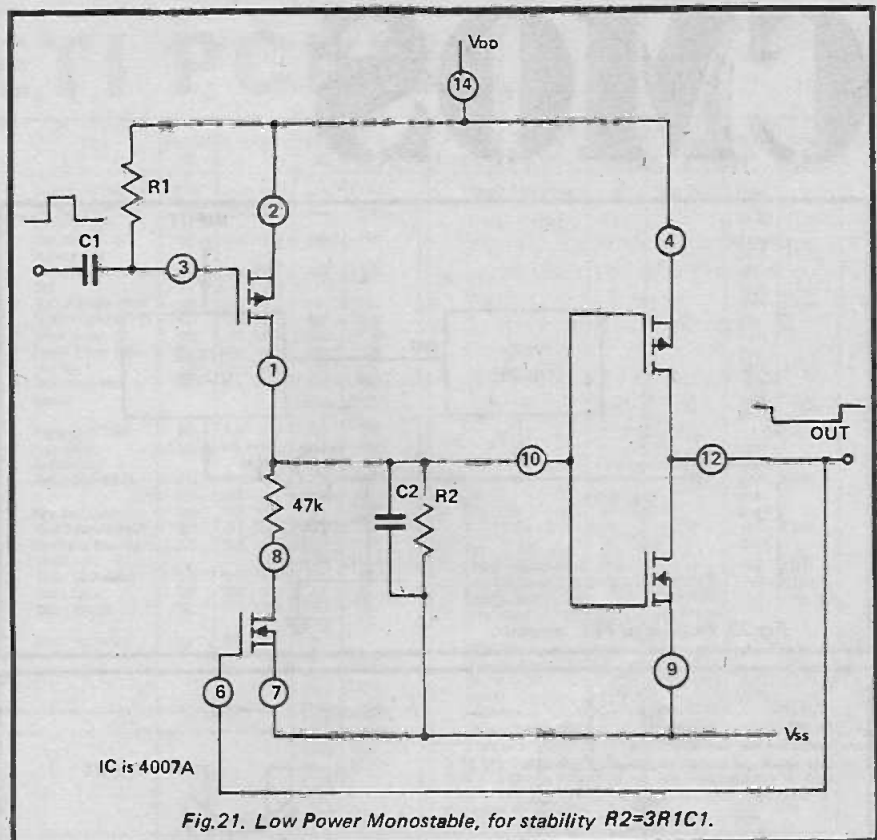 VDD
14
R1
2
C1
3
4
1
OUT
10
12
47k
C2
R2
8
6
7
9
Vss
IC is 4007A
Fig.21. Low Power Monostable, for stability R2=3R1C1.